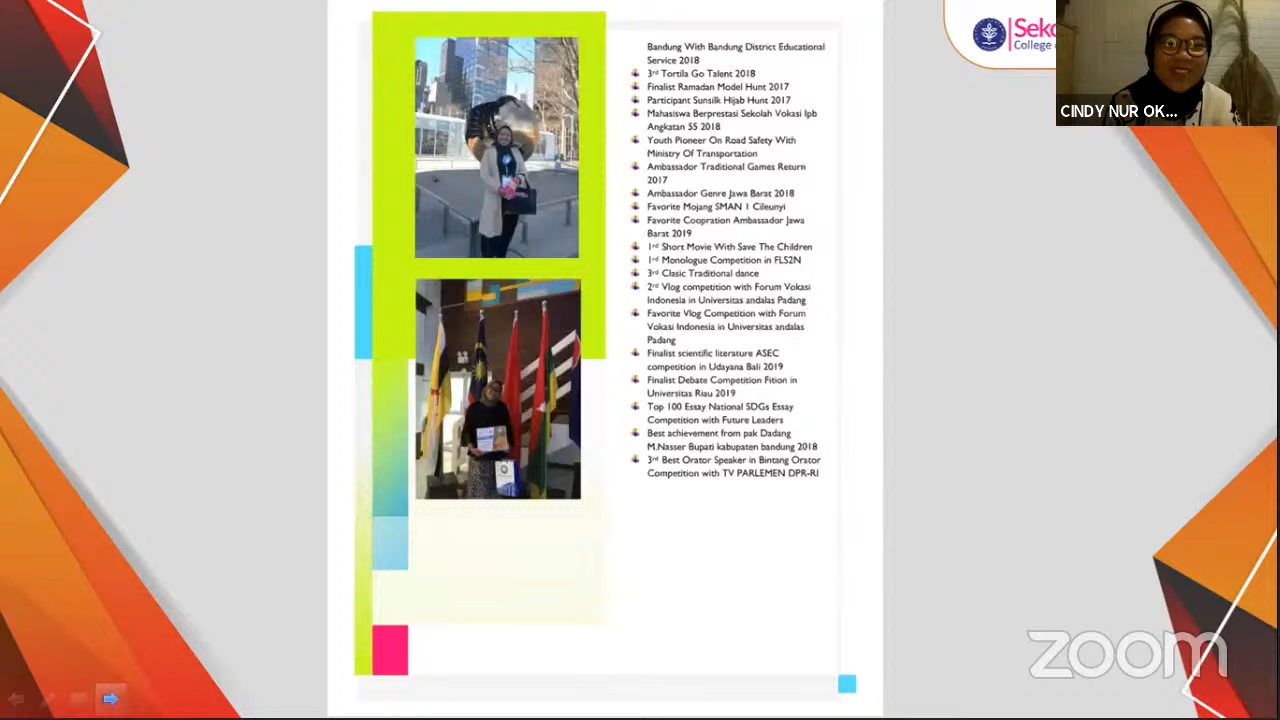 Bandung With Bandung District Educational
Service 2018
3rd Tortila Go Talent 2018
Finalist Ramadan Model Hunt 2017
Participant Sunsilk Hijab Hunt 2017
Mahasiswa Berprestasi Sekolah Vokasi Ipb
Angkatan 55 2018
Youth Pioneer On Road Safety With
Ministry Of Transportation
Ambassador Traditional Games Return
2017
Ambassador Genre Jawa Barat 2018
Favorite Mojang SMAN 1 Cileunyi
Favorite Coopration Ambassador Jawa
Barat 2019
1rd Short Movie With Save The Children
1rd Monologue Competition in FLS2N
3rd Clasic Traditional dance
2rd Vlog competition with Forum Vokasi
Indonesia in Universitas andalas Padang
Favorite Vlog Competition with Forum
Vokasi Indonesia in Universitas andalas
Padang
Finalist scientific literature ASEC
competition in Udayana Bali 2019
Finalist Debate Competition Fition in
Universitas Riau 2019
Top 100 Essay National SDGs Essay
Competition with Future Leaders
Best achievement from pak Dadang
M.Nasser Bupati kabupaten bandung 2018
3rd Best Orator Speaker in Bintang Orator
Competition with TV PARLEMEN DPR-RI
Seko
College
CINDY NUR OK...
zoom